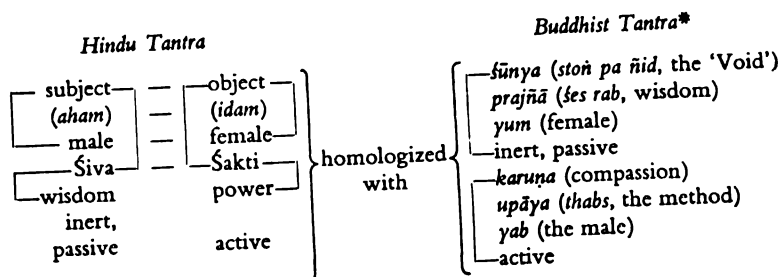 Hindu Tantra
subject — object
(aham) — (idam)
male — female
Śiva — Śakti
wisdom power
inert,
passive active
homologized
with
Buddhist Tantra*
śūnya (stoṅ pa ñid, the ‘Void’)
prajñā (śes rab, wisdom)
yum (female)
inert, passive
karuṇa (compassion)
upāya (thabs, the method)
yab (the male)
active